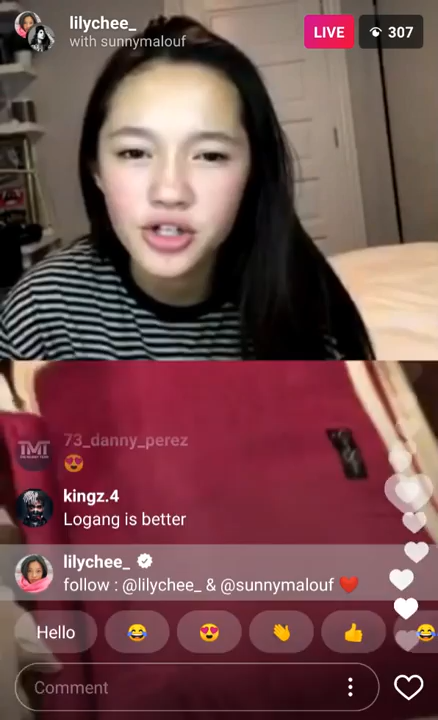 lilychee_
with sunnymalouf
LIVE
307
TMT
73_danny_perez
😍
kingz.4
Logang is better
lilychee_
follow : @lilychee_ & @sunnymalouf ❤️
Hello 😂 😍 👏 👍 😂
Comment